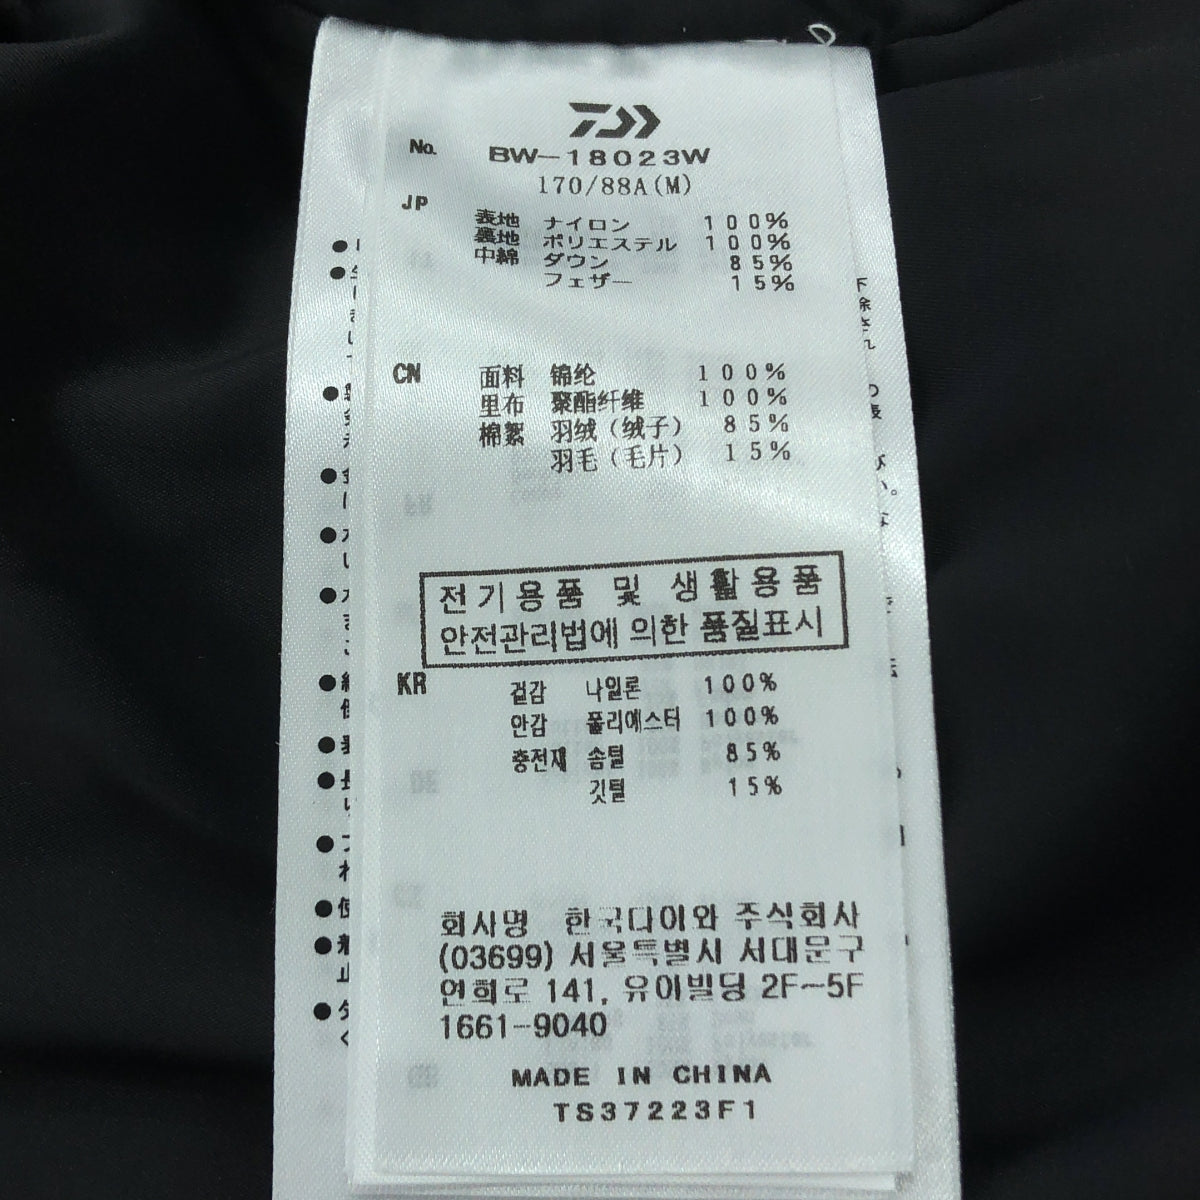 No. BW-18023W
170/88A(M)
JP
表地 ナイロン 100%
裏地 ポリエステル 100%
中綿 ダウン 85%
フェザー 15%
CN
面料 锦纶 100%
里布 聚酯纤维 100%
棉絮 羽绒(绒子) 85%
羽毛(毛片) 15%
전기용품 및 생활용품
안전관리법에 의한 품질표시
KR
겉감 나일론 100%
안감 폴리에스터 100%
충전재 솜털 85%
깃털 15%
회사명 한국다이와 주식회사
(03699) 서울특별시 서대문구
연희로 141, 유아빌딩 2F~5F
1661-9040
MADE IN CHINA
TS37223F1